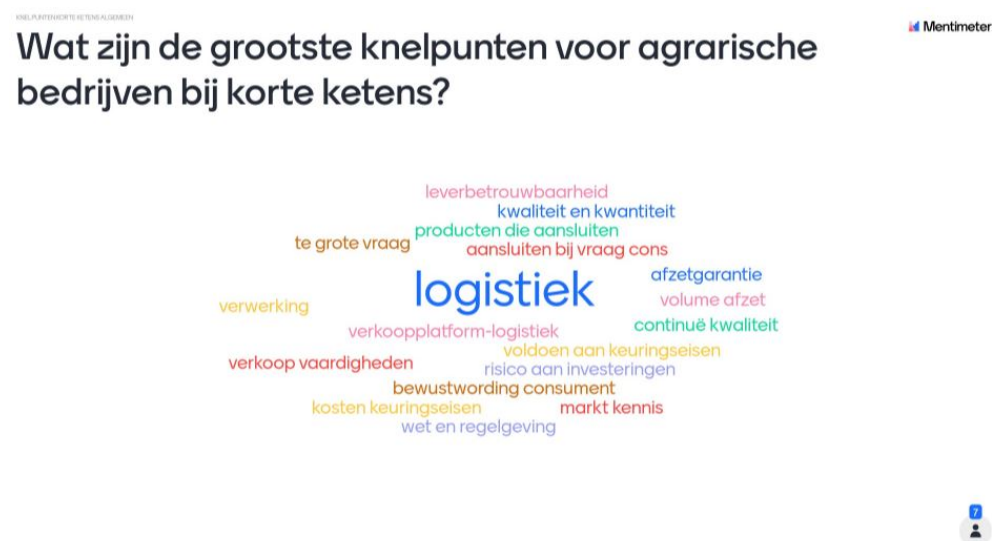 KNELPUNTEN KORTE KETENS ALGEMEEN
Mentimeter
Wat zijn de grootste knelpunten voor agrarische
bedrijven bij korte ketens?
leverbetrouwbaarheid
kwaliteit en kwantiteit
producten die aansluiten
te grote vraag
aansluiten bij vraag cons
logistiek
afzetgarantie
volume afzet
verwerking
continuë kwaliteit
verkoopplatform-logistiek
voldoen aan keuringseisen
verkoop vaardigheden
risico aan investeringen
bewustwording consument
kosten keuringseisen
markt kennis
wet en regelgeving
7